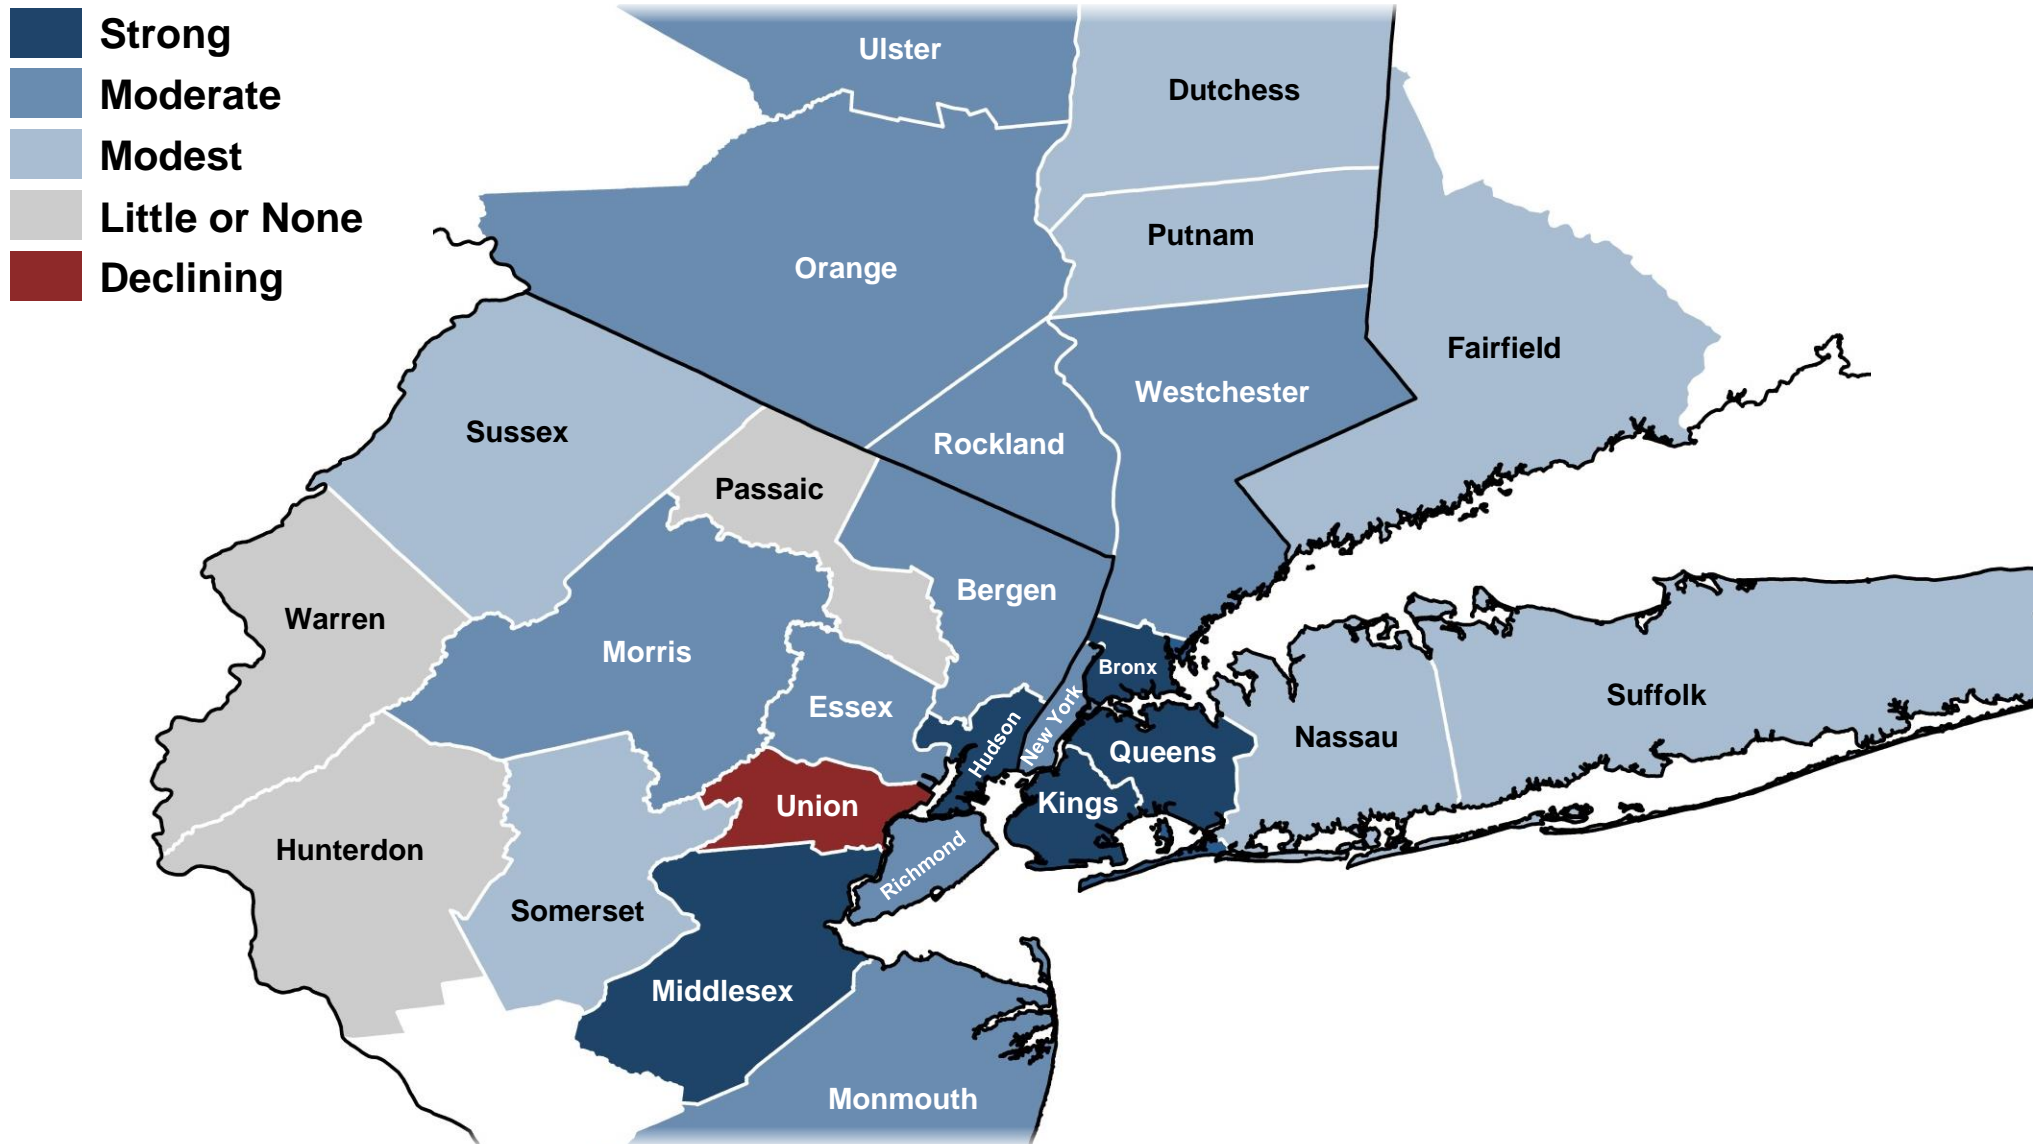 Strong
Moderate
Modest
Little or None
Declining
Ulster
Dutchess
Putnam
Orange
Fairfield
Westchester
Sussex
Rockland
Passaic
Bergen
Warren
Morris
Bronx
Essex
Suffolk
New York
Hudson
Nassau
Queens
Kings
Union
Hunterdon
Richmond
Somerset
Middlesex
Monmouth